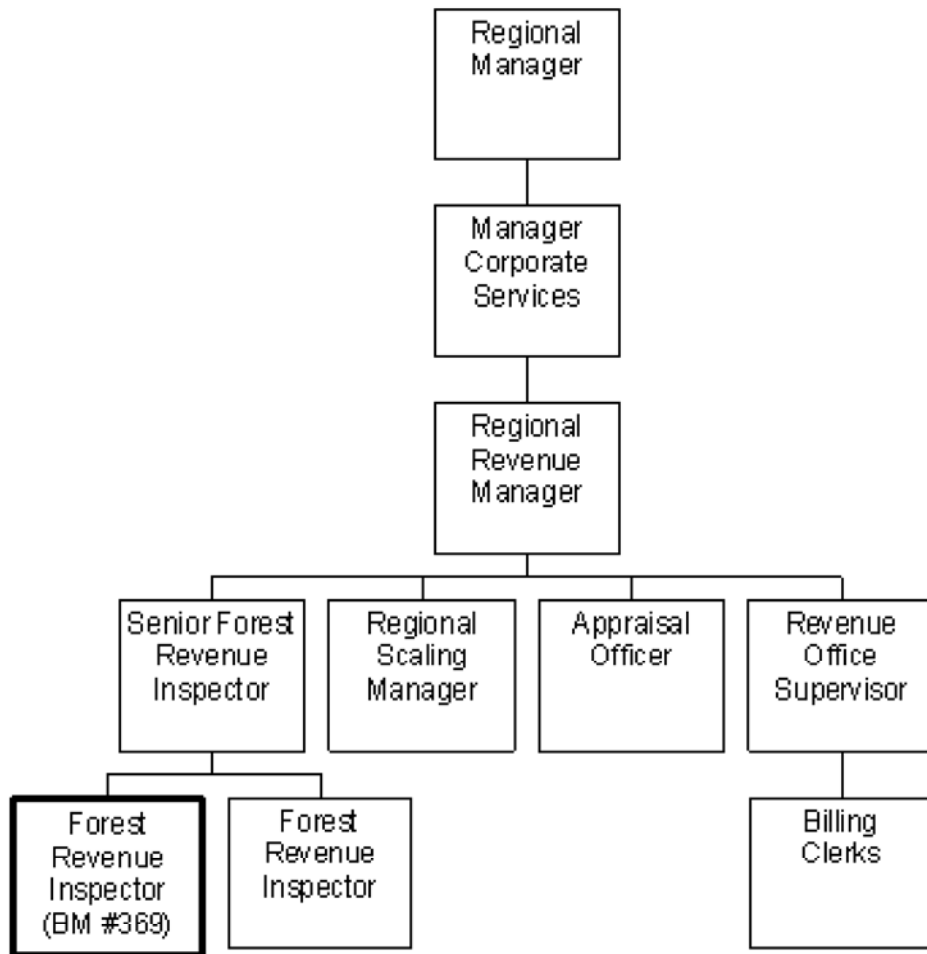 Regional
Manager
Manager
Corporate
Services
Regional
Revenue
Manager
Senior Forest
Revenue
Inspector
Regional
Scaling
Manager
Appraisal
Officer
Revenue
Office
Supervisor
Forest
Revenue
Inspector
(BM #369)
Forest
Revenue
Inspector
Billing
Clerks